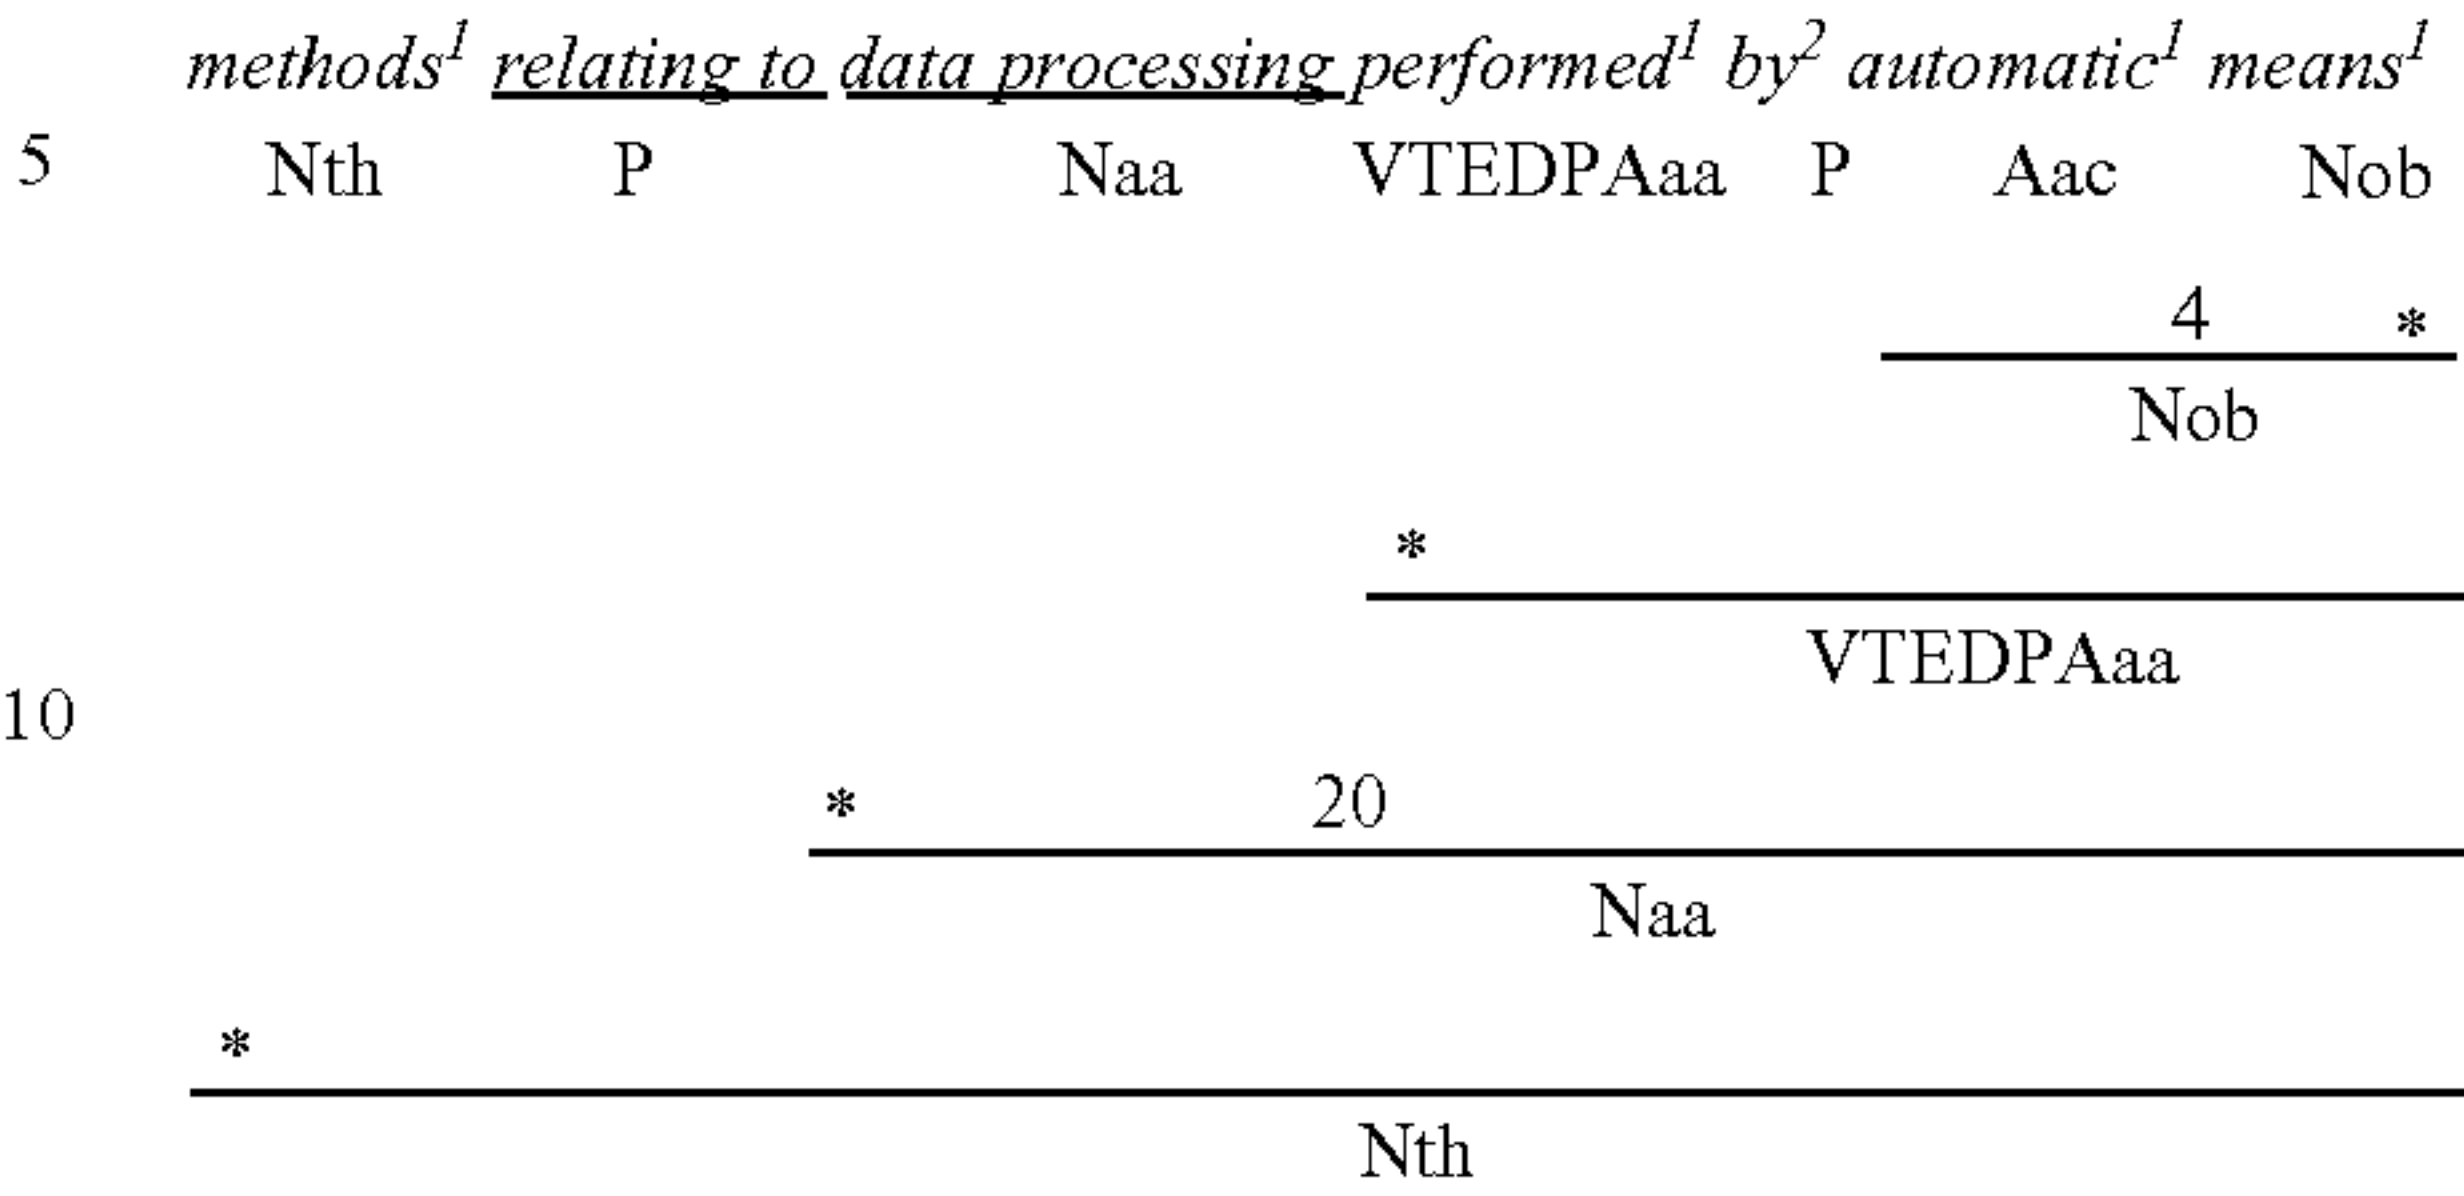 methods¹ relating to data processing performed¹ by² automatic¹ means¹
5 Nth P Naa VTEDPAaa P Aac Nob
4 *
Nob
*
VTEDPAaa
10
* 20
Naa
*
Nth